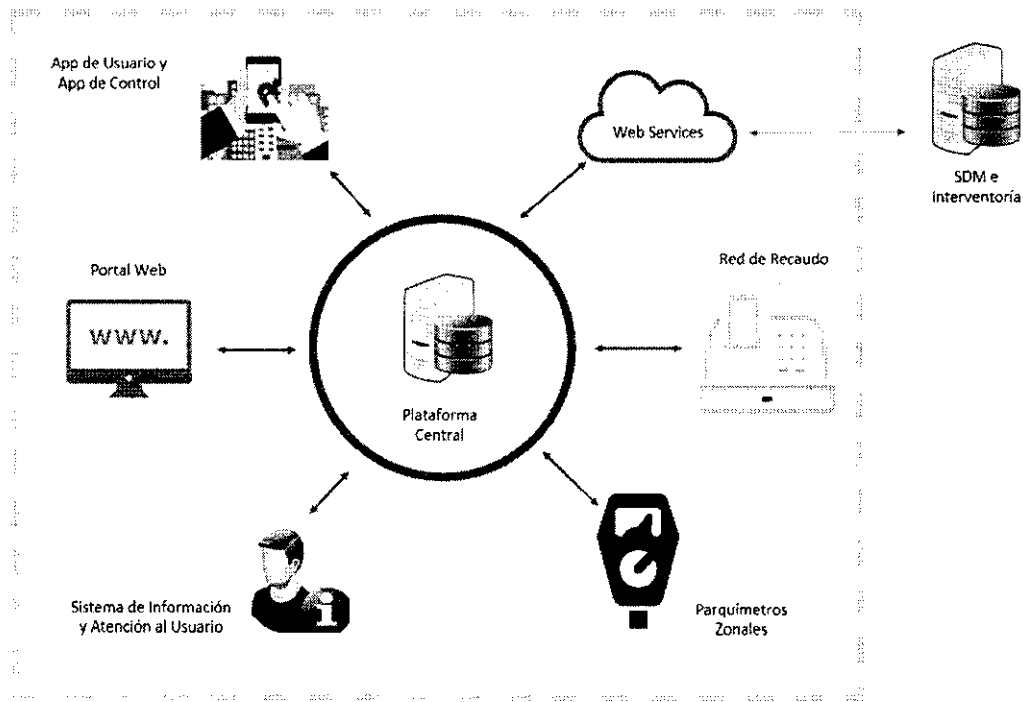 App de Usuario y
App de Control
Web Services
SDM e
interventoría
Portal Web
www.
Red de Recaudo
Plataforma
Central
Sistema de Información
y Atención al Usuario
i
Parquímetros
Zonales